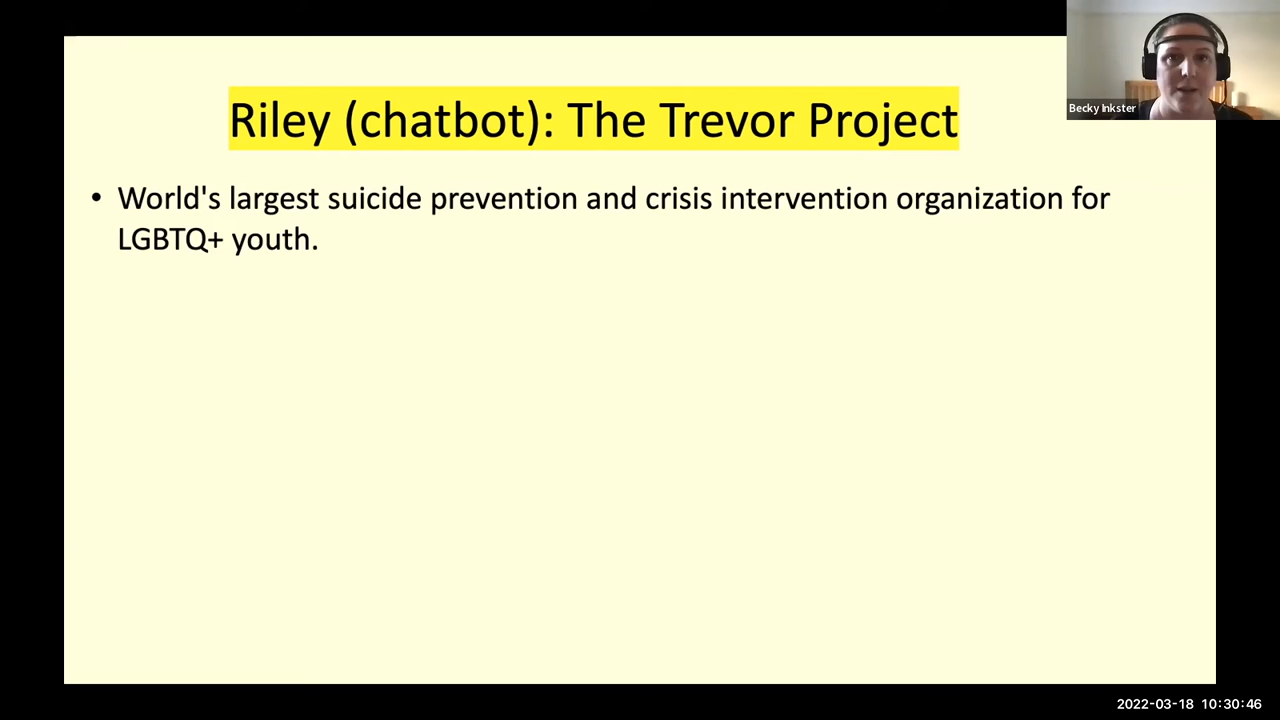 Riley (chatbot): The Trevor Project
• World's largest suicide prevention and crisis intervention organization for
LGBTQ+ youth.
Becky Inkster
2022-03-18 10:30:46